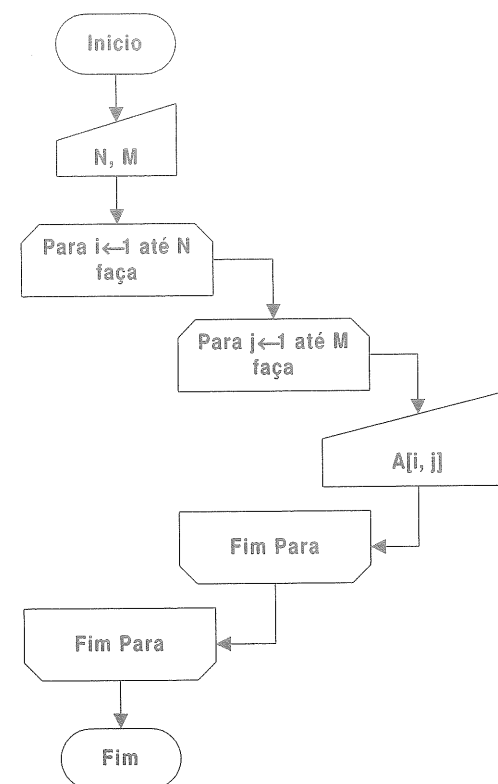 Inicio
N, M
Para i←1 até N
faça
Para j←1 até M
faça
A[i, j]
Fim Para
Fim Para
Fim